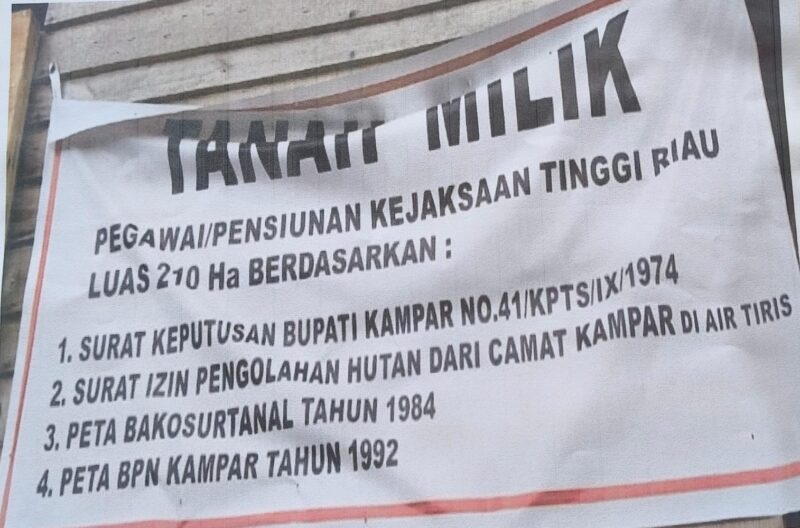 TANAH MILIK
PEGAWAI/PENSIUNAN KEJAKSAAN TINGGI RIAU
LUAS 210 Ha BERDASARKAN :
1. SURAT KEPUTUSAN BUPATI KAMPAR NO.41/KPTS/IX/1974
2. SURAT IZIN PENGOLAHAN HUTAN DARI CAMAT KAMPAR DI AIR TIRIS
3. PETA BAKOSURTANAL TAHUN 1984
4. PETA BPN KAMPAR TAHUN 1992